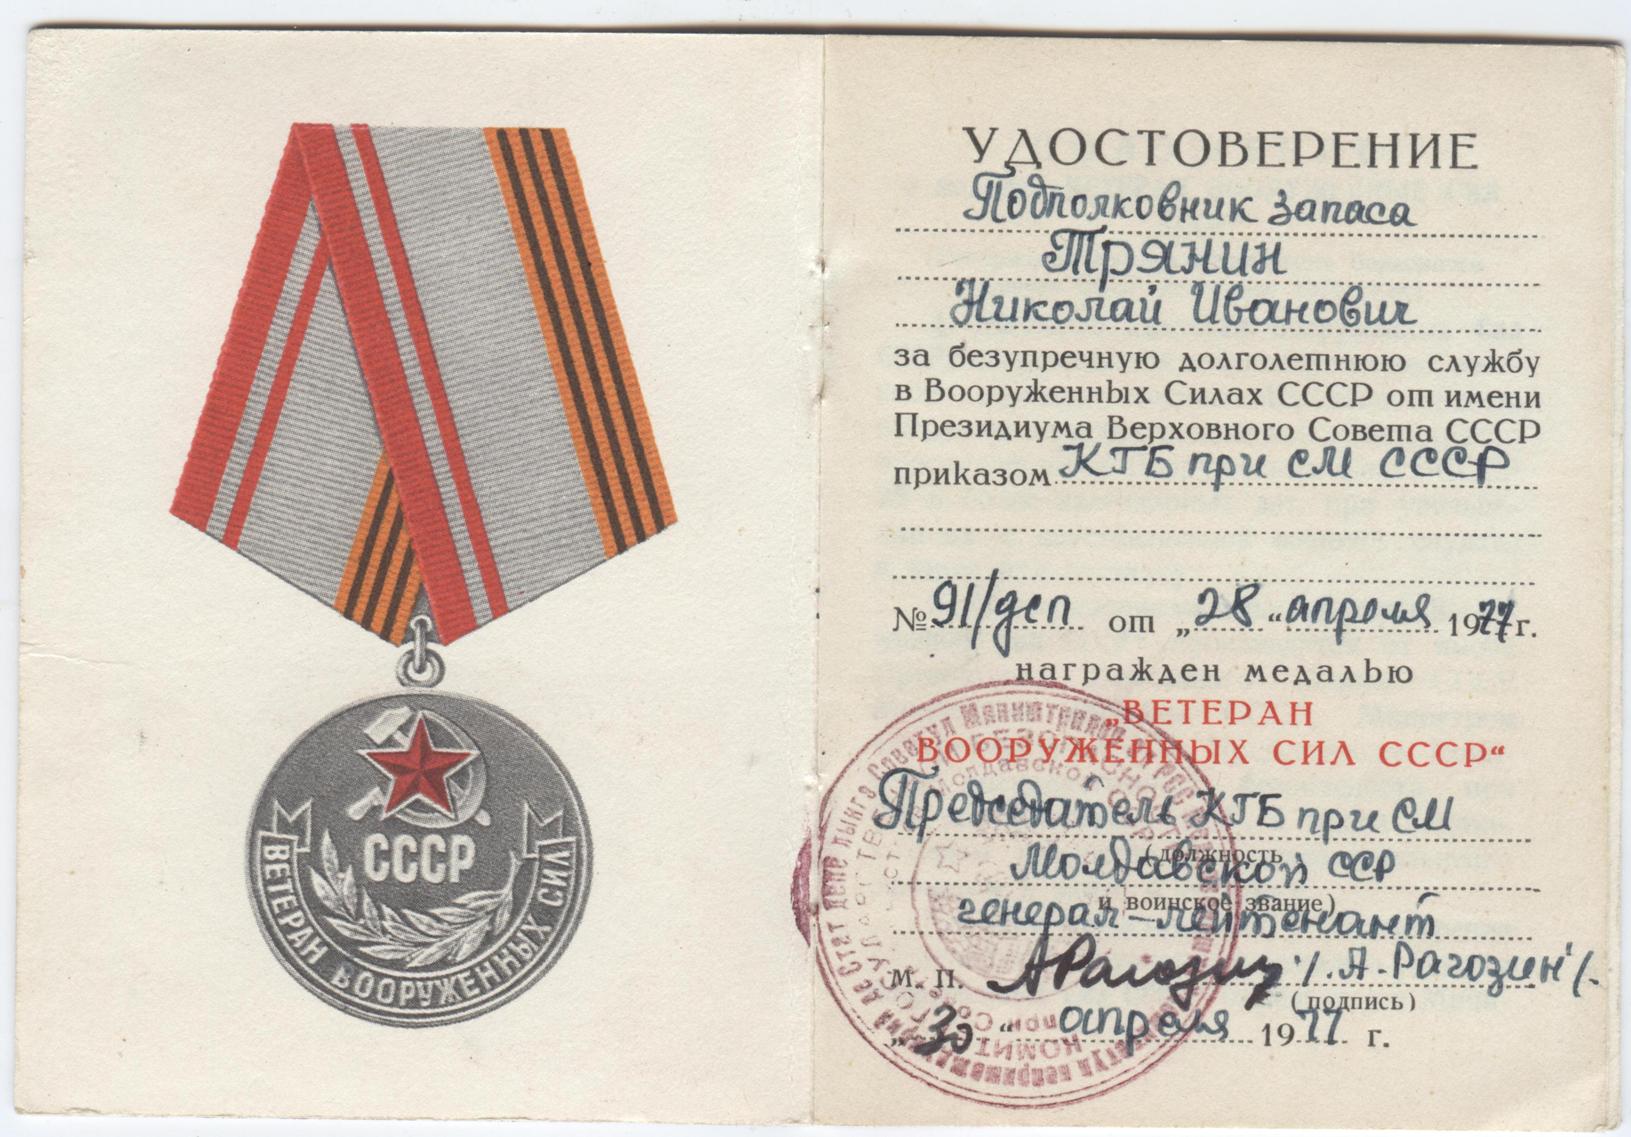 СССР
ВЕТЕРАН ВООРУЖЕННЫХ СИЛ
УДОСТОВЕРЕНИЕ
Подполковник запаса
Трянин
Николай Иванович
за безупречную долголетнюю службу
в Вооруженных Силах СССР от имени
Президиума Верховного Совета СССР
приказом КГБ при СМ СССР
№ 91/дсп от „28“ апреля 1977 г.
награжден медалью
„ВЕТЕРАН
ВООРУЖЕННЫХ СИЛ СССР“
Председатель КГБ при СМ
(должность
Молдавской ССР
и воинское звание)
генерал-лейтенант
М. П. АРагозин /.А.Рагозин/.
(подпись)
„30“ апреля 1977 г.